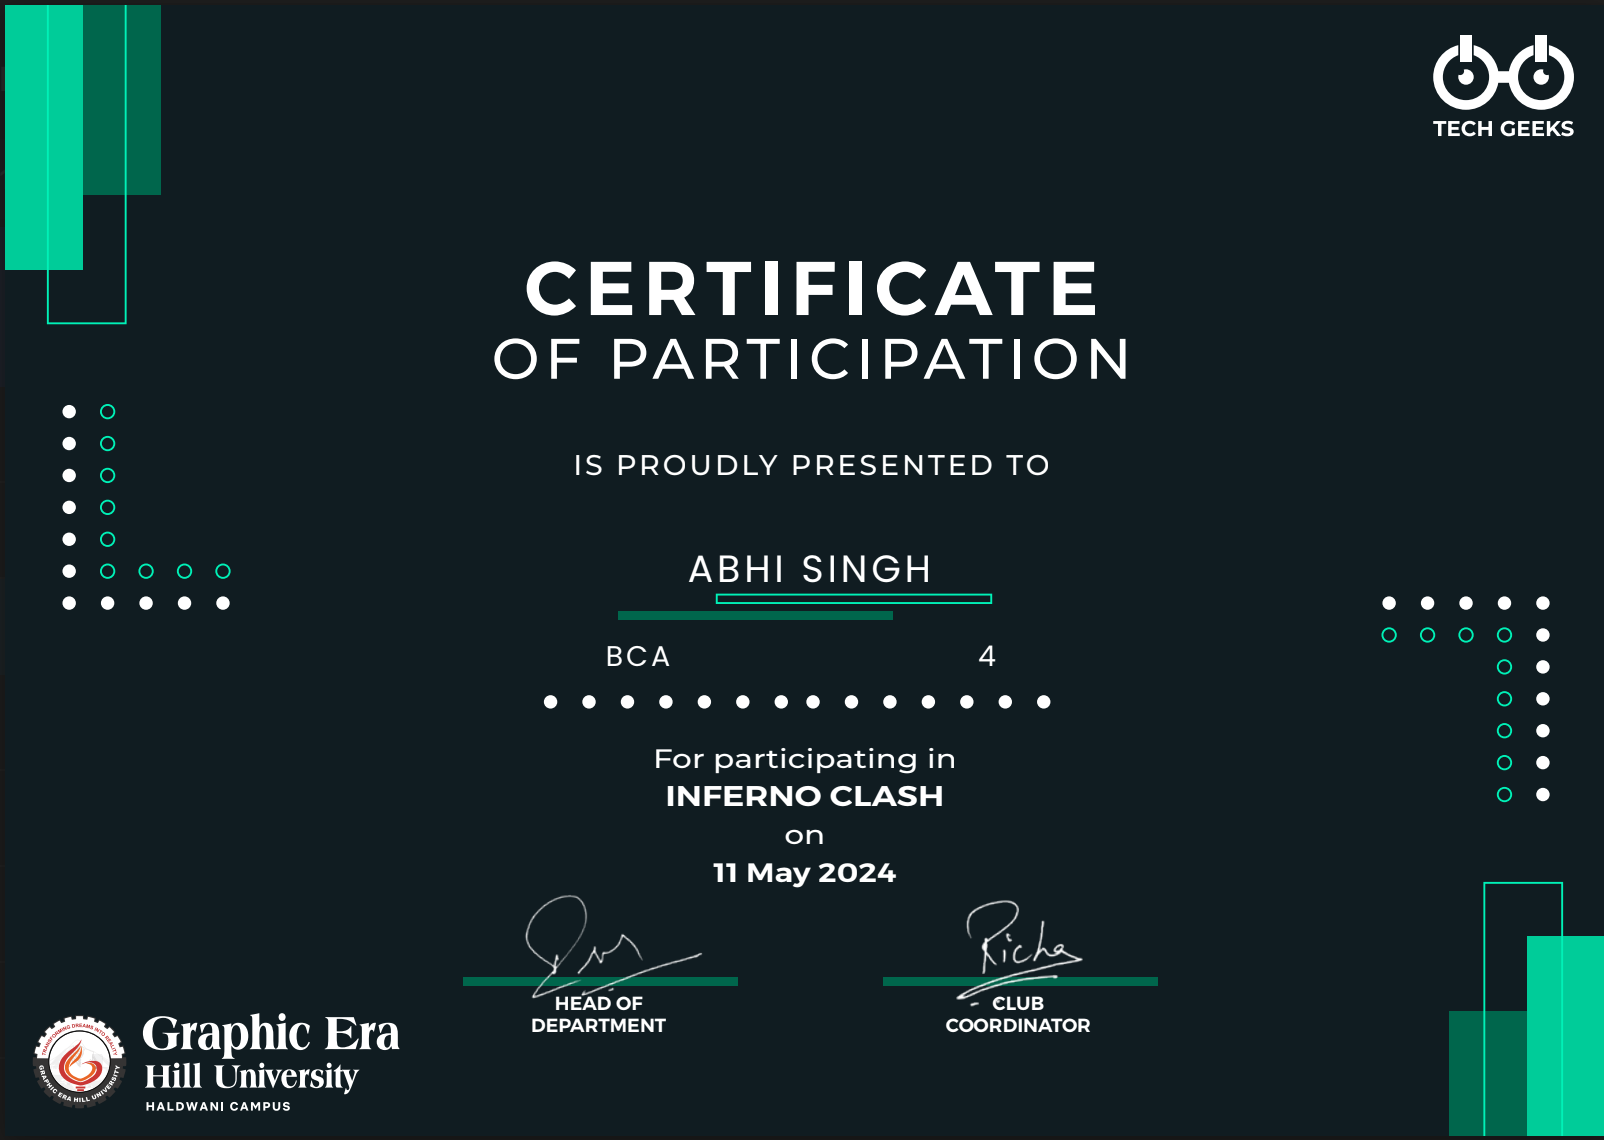 TECH GEEKS
CERTIFICATE
OF PARTICIPATION
IS PROUDLY PRESENTED TO
ABHI SINGH
BCA 4
For participating in
INFERNO CLASH
on
11 May 2024
Richa
HEAD OF
DEPARTMENT
CLUB
COORDINATOR
TRANSFORMING DREAMS INTO REALITY
GRAPHIC ERA HILL UNIVERSITY
Graphic Era
Hill University
HALDWANI CAMPUS